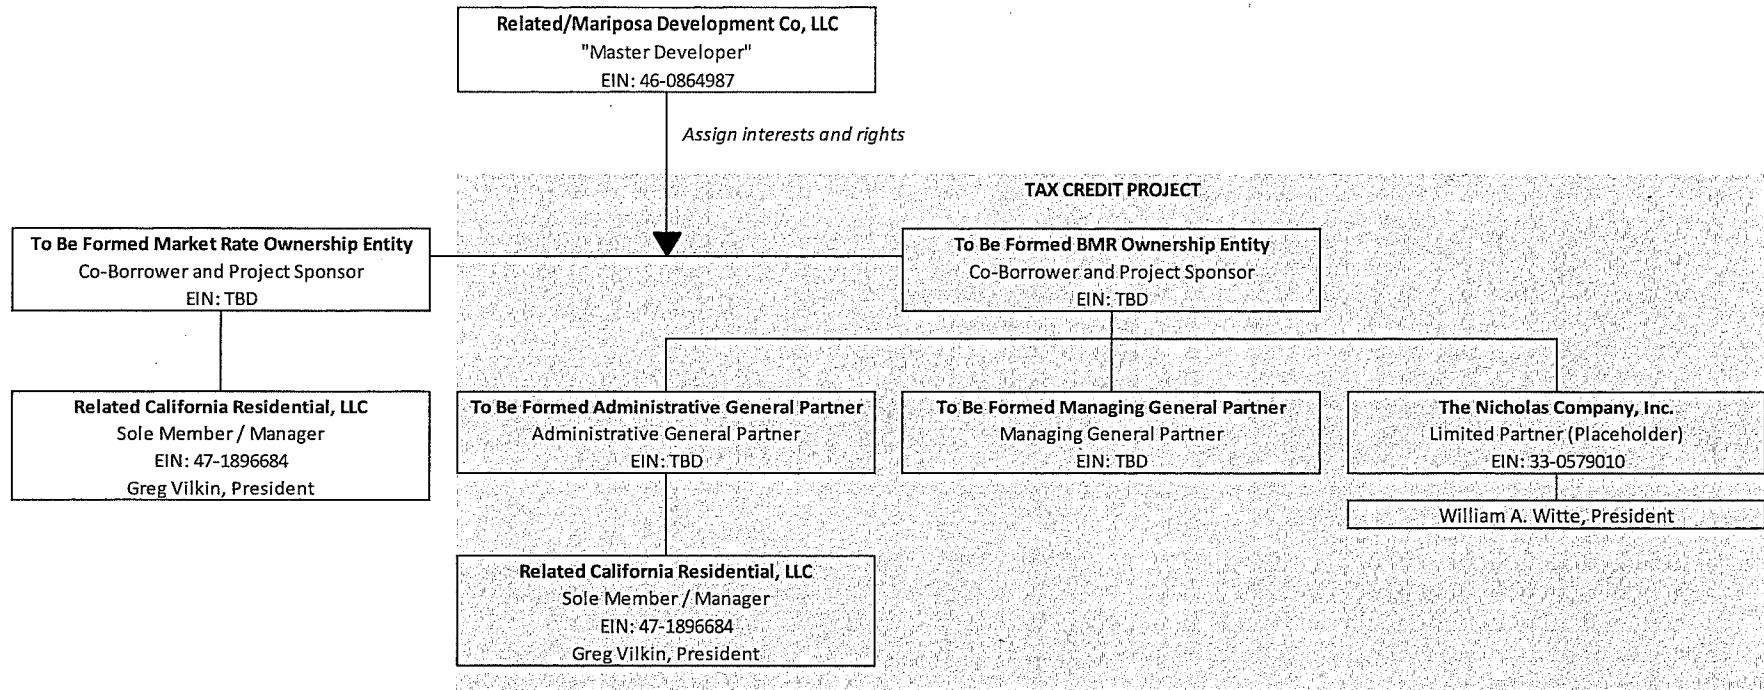 Related/Mariposa Development Co, LLC
"Master Developer"
EIN: 46-0864987
Assign interests and rights
TAX CREDIT PROJECT
To Be Formed Market Rate Ownership Entity
Co-Borrower and Project Sponsor
EIN: TBD
To Be Formed BMR Ownership Entity
Co-Borrower and Project Sponsor
EIN: TBD
Related California Residential, LLC
Sole Member / Manager
EIN: 47-1896684
Greg Vilkin, President
To Be Formed Administrative General Partner
Administrative General Partner
EIN: TBD
To Be Formed Managing General Partner
Managing General Partner
EIN: TBD
The Nicholas Company, Inc.
Limited Partner (Placeholder)
EIN: 33-0579010
William A. Witte, President
Related California Residential, LLC
Sole Member / Manager
EIN: 47-1896684
Greg Vilkin, President